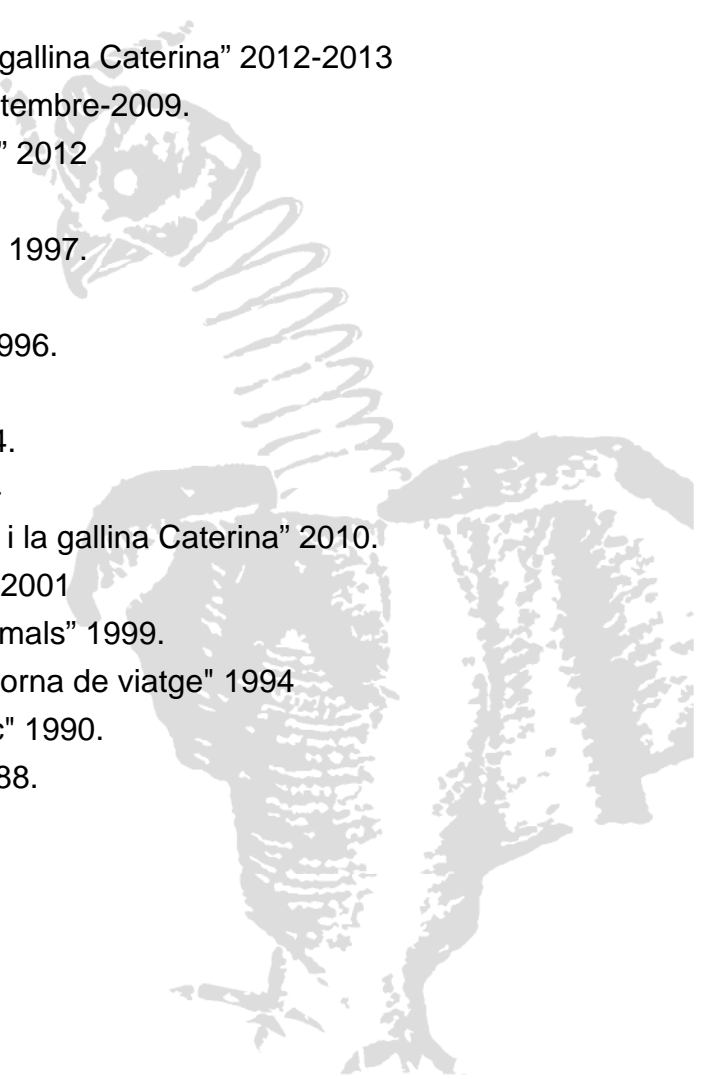 gallina Caterina” 2012-2013
tembre-2009.
” 2012
1997.
996.
4.
.
i la gallina Caterina” 2010.
2001
mals” 1999.
orna de viatge" 1994
" 1990.
88.